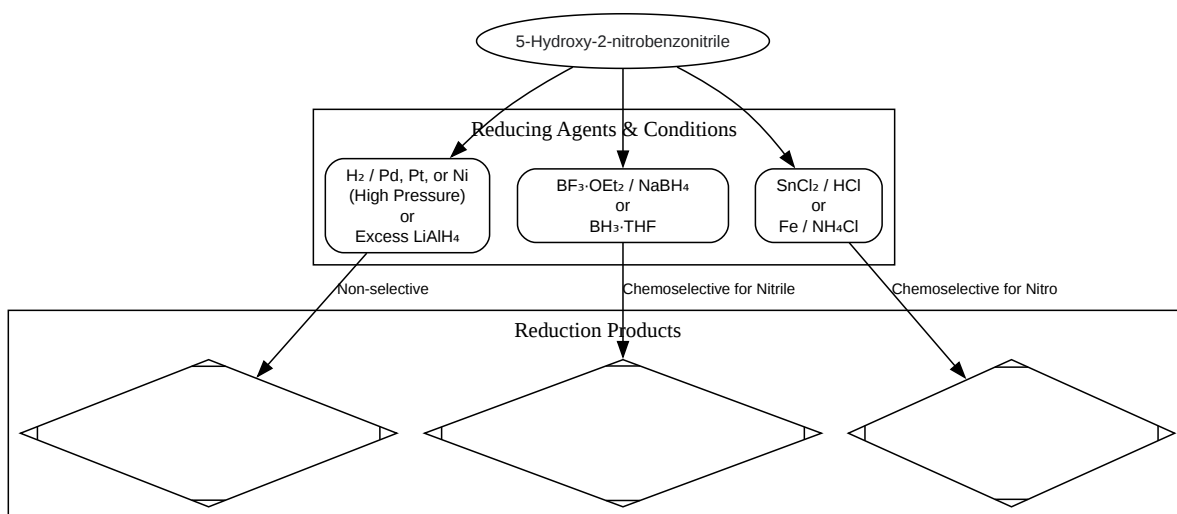 5-Hydroxy-2-nitrobenzonitrile
Reducing Agents & Conditions
H₂ / Pd, Pt, or Ni
(High Pressure)
or
Excess LiAlH₄
BF₃·OEt₂ / NaBH₄
or
BH₃·THF
SnCl₂ / HCl
or
Fe / NH₄Cl
Non-selective
Chemoselective for Nitrile
Chemoselective for Nitro
Reduction Products